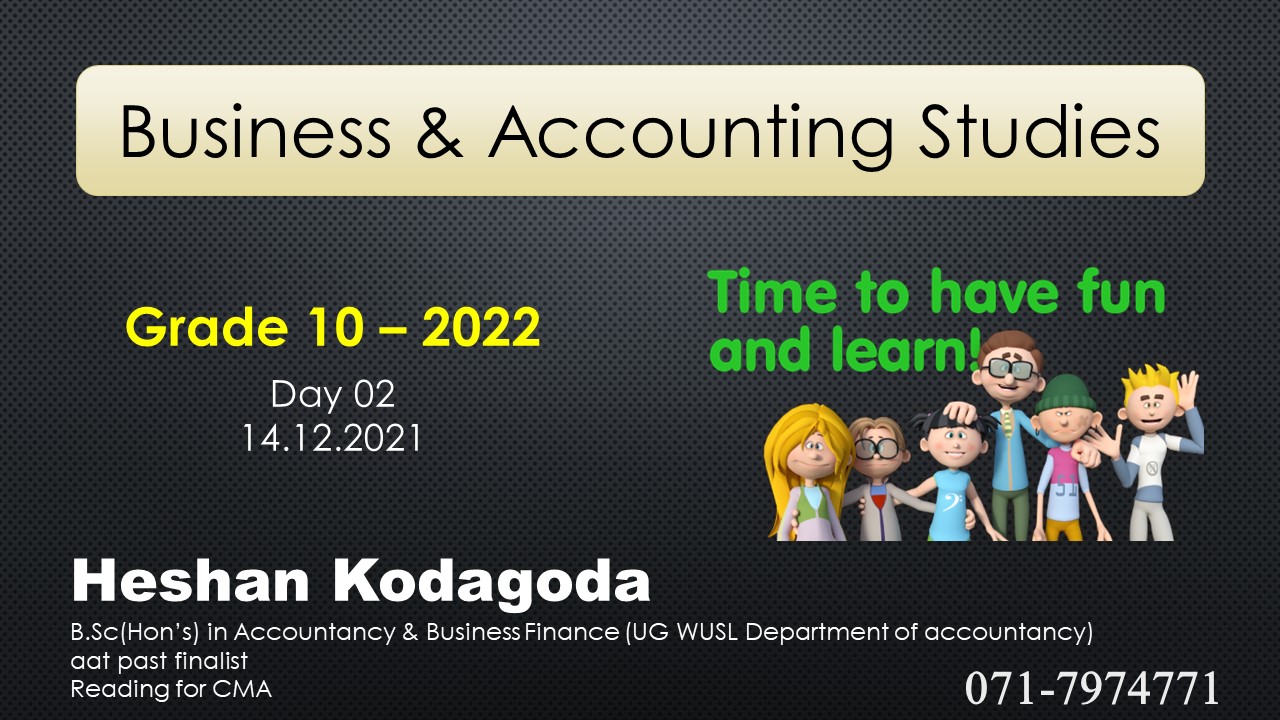 Business & Accounting Studies
Time to have fun
and learn!
Grade 10 – 2022
Day 02
14.12.2021
Heshan Kodagoda
B.Sc(Hon’s) in Accountancy & Business Finance (UG WUSL Department of accountancy)
aat past finalist
Reading for CMA
071-7974771